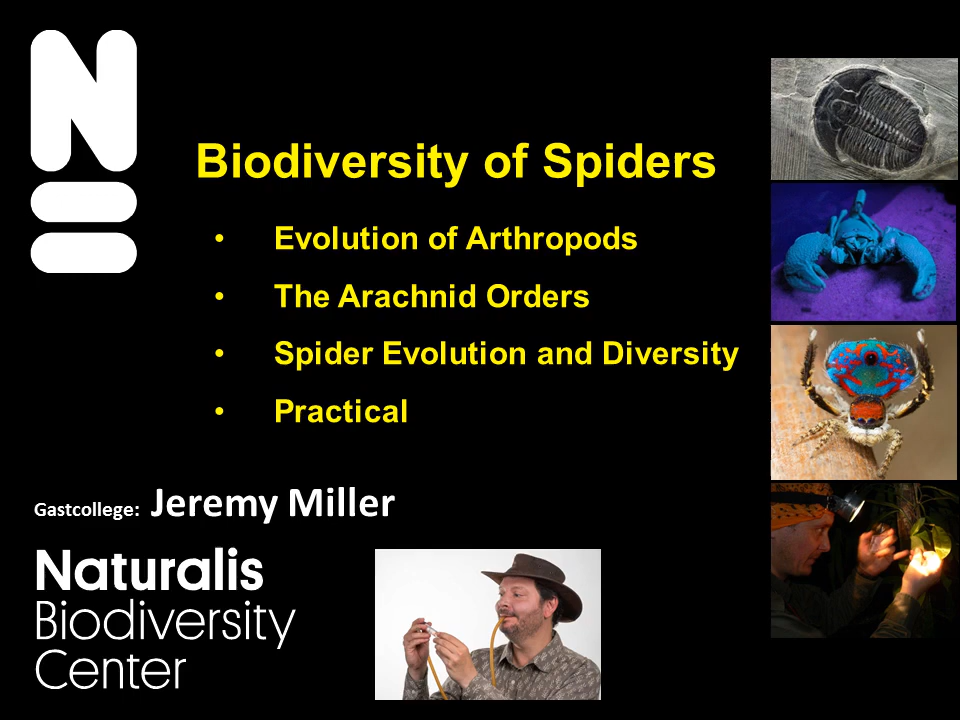 Biodiversity of Spiders
• Evolution of Arthropods
• The Arachnid Orders
• Spider Evolution and Diversity
• Practical
Gastcollege: Jeremy Miller
Naturalis
Biodiversity
Center